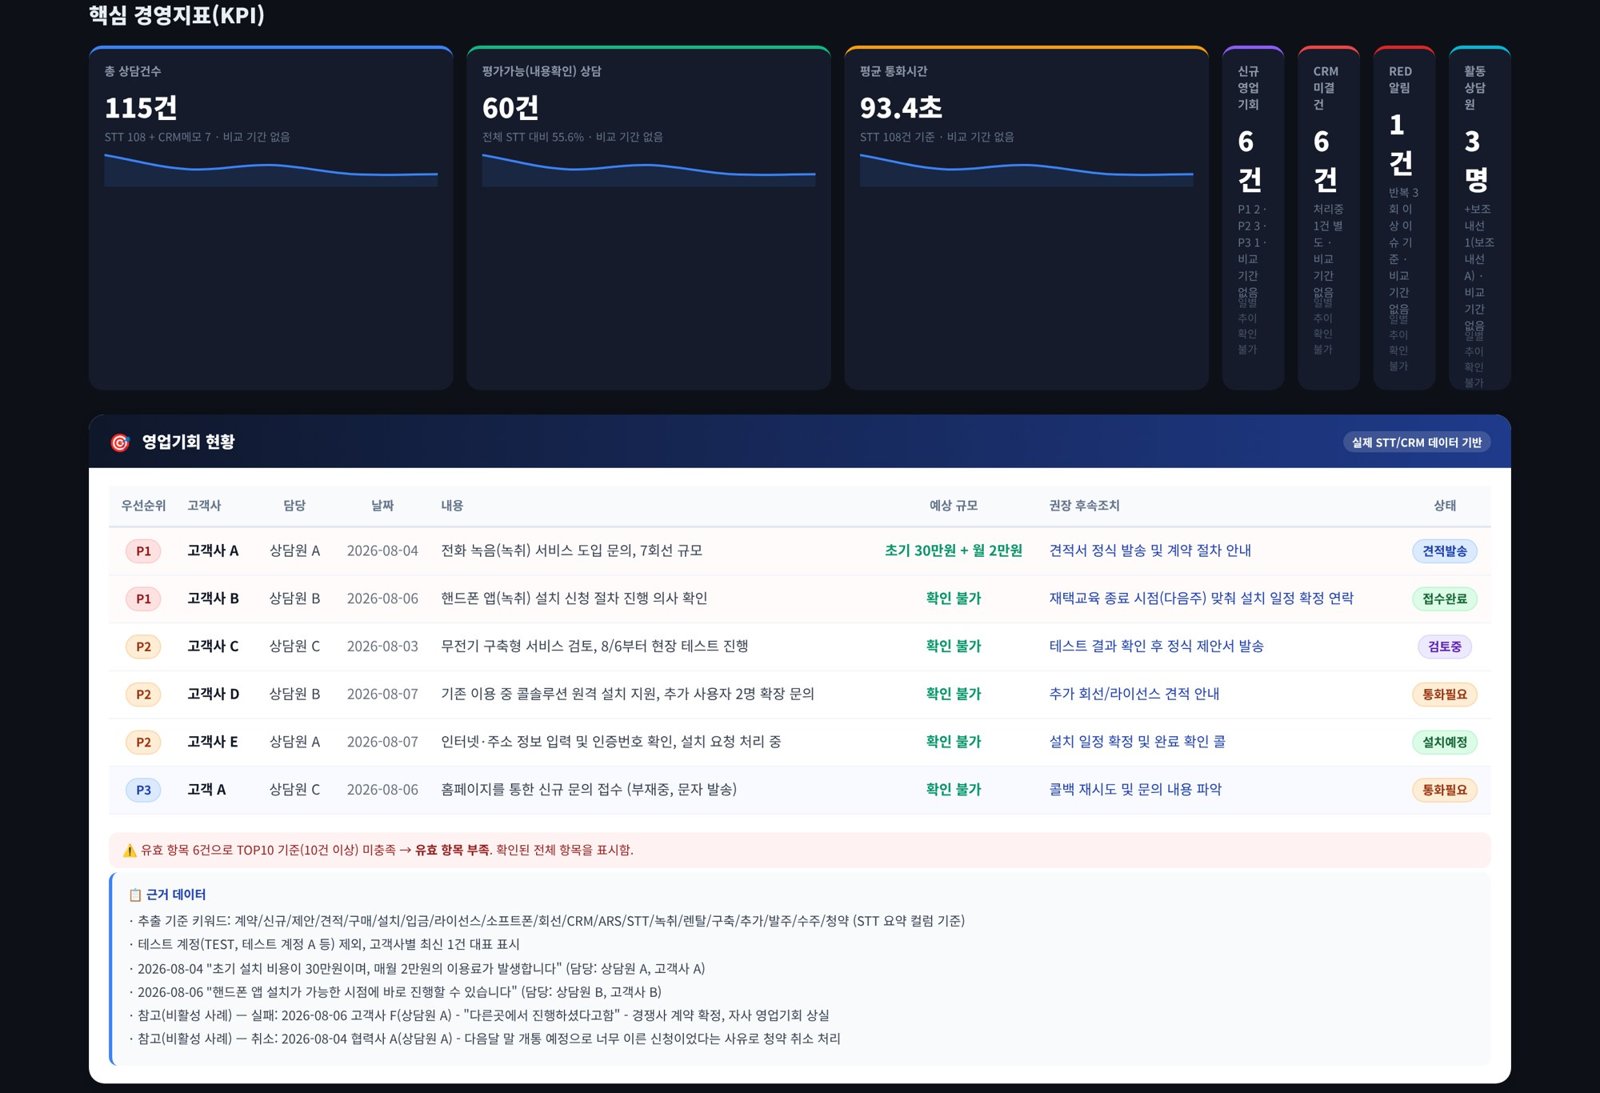 핵심 경영지표(KPI)
총 상담건수
115건
STT 108 + CRM메모 7 · 비교 기간 없음
평가가능(내용확인) 상담
60건
전체 STT 대비 55.6% · 비교 기간 없음
평균 통화시간
93.4초
STT 108건 기준 · 비교 기간 없음
신규
영업
기회
6
건
P1 2 ·
P2 3 ·
P3 1 ·
비교
기간
없음
일별
추이
확인
불가
CRM
미결
건
6
건
처리중
1건 별
도 ·
비교
기간
없음
일별
추이
확인
불가
RED
알림
1
건
반복 3
회 이
상 이
슈 기
준 ·
비교
기간
없음
일별
추이
확인
불가
활동
상담
원
3
명
+보조
내선
1(보조
내선
A) ·
비교
기간
없음
일별
추이
확인
불가
🎯 영업기회 현황
실제 STT/CRM 데이터 기반
우선순위 고객사 담당 날짜 내용 예상 규모 권장 후속조치 상태
P1 고객사 A 상담원 A 2026-08-04 전화 녹음(녹취) 서비스 도입 문의, 7회선 규모 초기 30만원 + 월 2만원 견적서 정식 발송 및 계약 절차 안내 견적발송
P1 고객사 B 상담원 B 2026-08-06 핸드폰 앱(녹취) 설치 신청 절차 진행 의사 확인 확인 불가 재택교육 종료 시점(다음주) 맞춰 설치 일정 확정 연락 접수완료
P2 고객사 C 상담원 C 2026-08-03 무전기 구축형 서비스 검토, 8/6부터 현장 테스트 진행 확인 불가 테스트 결과 확인 후 정식 제안서 발송 검토중
P2 고객사 D 상담원 B 2026-08-07 기존 이용 중 콜솔루션 원격 설치 지원, 추가 사용자 2명 확장 문의 확인 불가 추가 회선/라이선스 견적 안내 통화필요
P2 고객사 E 상담원 A 2026-08-07 인터넷·주소 정보 입력 및 인증번호 확인, 설치 요청 처리 중 확인 불가 설치 일정 확정 및 완료 확인 콜 설치예정
P3 고객 A 상담원 C 2026-08-06 홈페이지를 통한 신규 문의 접수 (부재중, 문자 발송) 확인 불가 콜백 재시도 및 문의 내용 파악 통화필요
⚠️ 유효 항목 6건으로 TOP10 기준(10건 이상) 미충족 → 유효 항목 부족. 확인된 전체 항목을 표시함.
📋 근거 데이터
· 추출 기준 키워드: 계약/신규/제안/견적/구매/설치/입금/라이선스/소프트폰/회선/CRM/ARS/STT/녹취/렌탈/구축/추가/발주/수주/청약 (STT 요약 컬럼 기준)
· 테스트 계정(TEST, 테스트 계정 A 등) 제외, 고객사별 최신 1건 대표 표시
· 2026-08-04 "초기 설치 비용이 30만원이며, 매월 2만원의 이용료가 발생합니다" (담당: 상담원 A, 고객사 A)
· 2026-08-06 "핸드폰 앱 설치가 가능한 시점에 바로 진행할 수 있습니다" (담당: 상담원 B, 고객사 B)
· 참고(비활성 사례) — 실패: 2026-08-06 고객사 F(상담원 A) - "다른곳에서 진행하셨다고함" - 경쟁사 계약 확정, 자사 영업기회 상실
· 참고(비활성 사례) — 취소: 2026-08-04 협력사 A(상담원 A) - 다음달 말 개통 예정으로 너무 이른 신청이었다는 사유로 청약 취소 처리